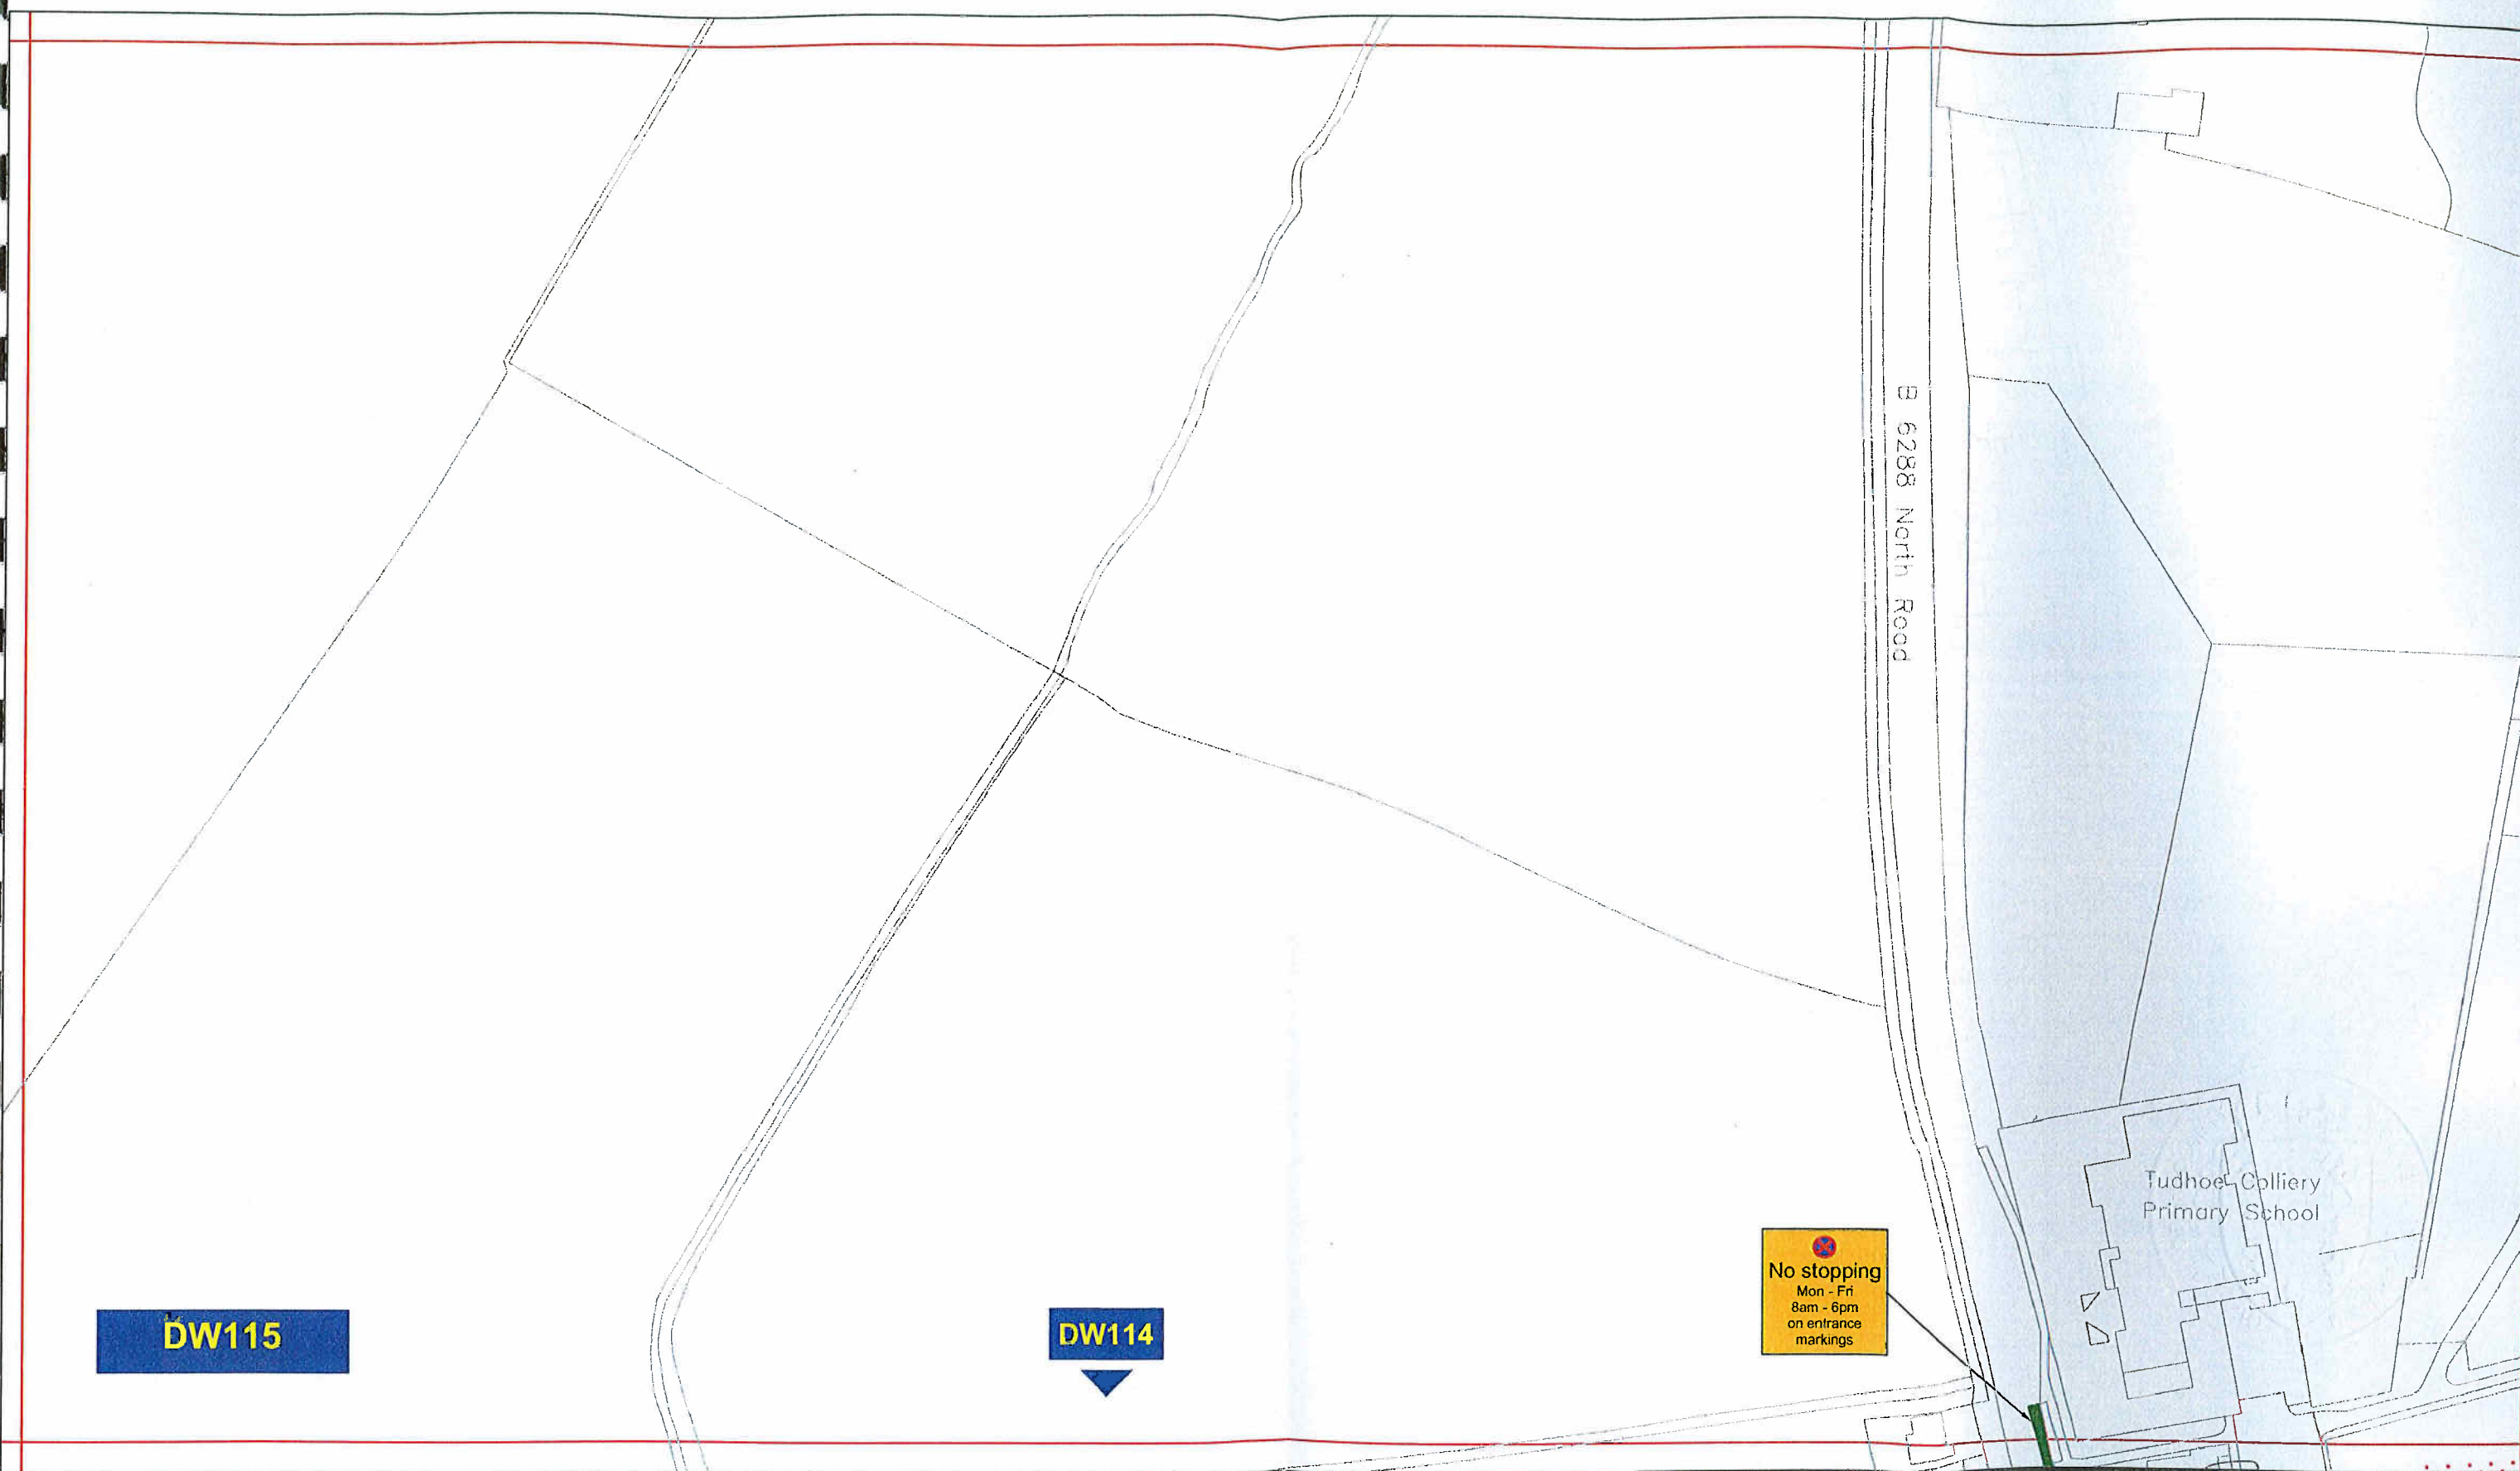 B 6288 North Road
Tudhoe Colliery
Primary School
No stopping
Mon - Fri
8am - 6pm
on entrance
markings
DW115
DW114